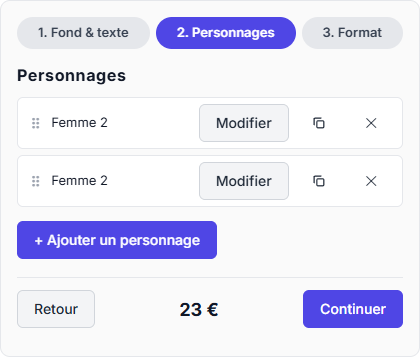 1. Fond & texte
2. Personnages
3. Format
Personnages
Femme 2
Modifier
Femme 2
Modifier
+ Ajouter un personnage
Retour
23 €
Continuer